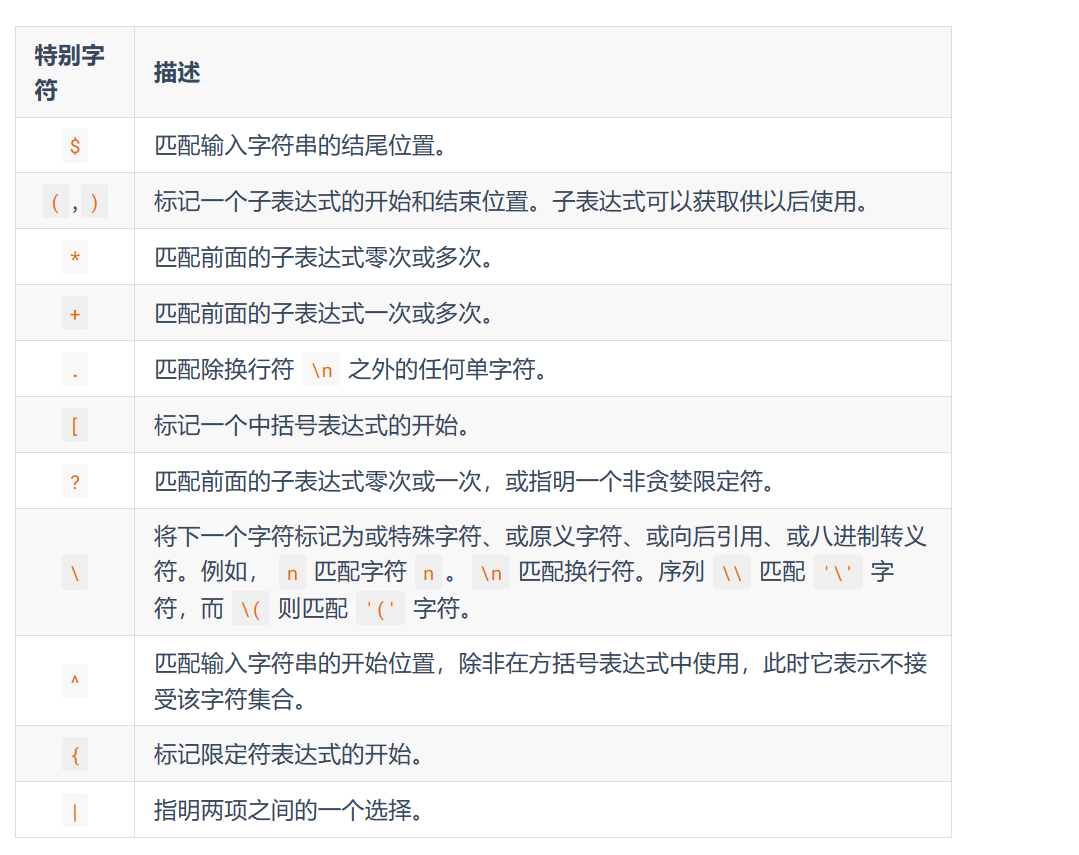 特别字
符
描述
$
匹配输入字符串的结尾位置。
( , )
标记一个子表达式的开始和结束位置。子表达式可以获取供以后使用。
*
匹配前面的子表达式零次或多次。
+
匹配前面的子表达式一次或多次。
.
匹配除换行符 \n 之外的任何单字符。
[
标记一个中括号表达式的开始。
?
匹配前面的子表达式零次或一次，或指明一个非贪婪限定符。
\
将下一个字符标记为或特殊字符、或原义字符、或向后引用、或八进制转义
符。例如， n 匹配字符 n 。 \n 匹配换行符。序列 \\ 匹配 '\' 字
符，而 \( 则匹配 '(' 字符。
^
匹配输入字符串的开始位置，除非在方括号表达式中使用，此时它表示不接
受该字符集合。
{
标记限定符表达式的开始。
|
指明两项之间的一个选择。